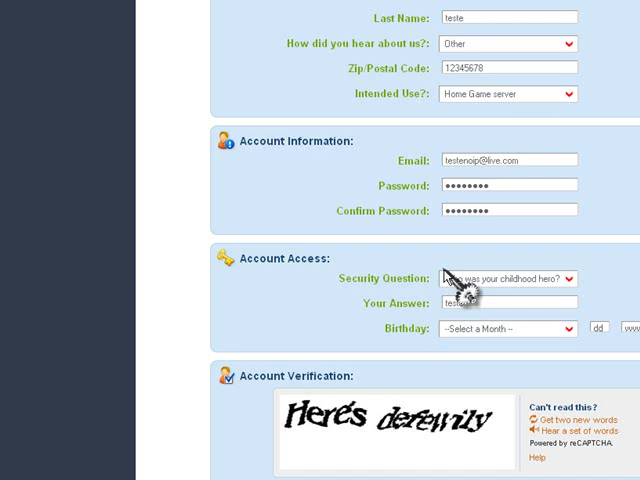 Last Name: teste
How did you hear about us?: Other
Zip/Postal Code: 12345678
Intended Use?: Home Game server
Account Information:
Email: testenoip@live.com
Password: ••••••••
Confirm Password: ••••••••
Account Access:
Security Question: was your childhood hero?
Your Answer:
Birthday: --Select a Month -- dd
Account Verification:
Here's defewily
Can't read this?
Get two new words
Hear a set of words
Powered by reCAPTCHA.
Help